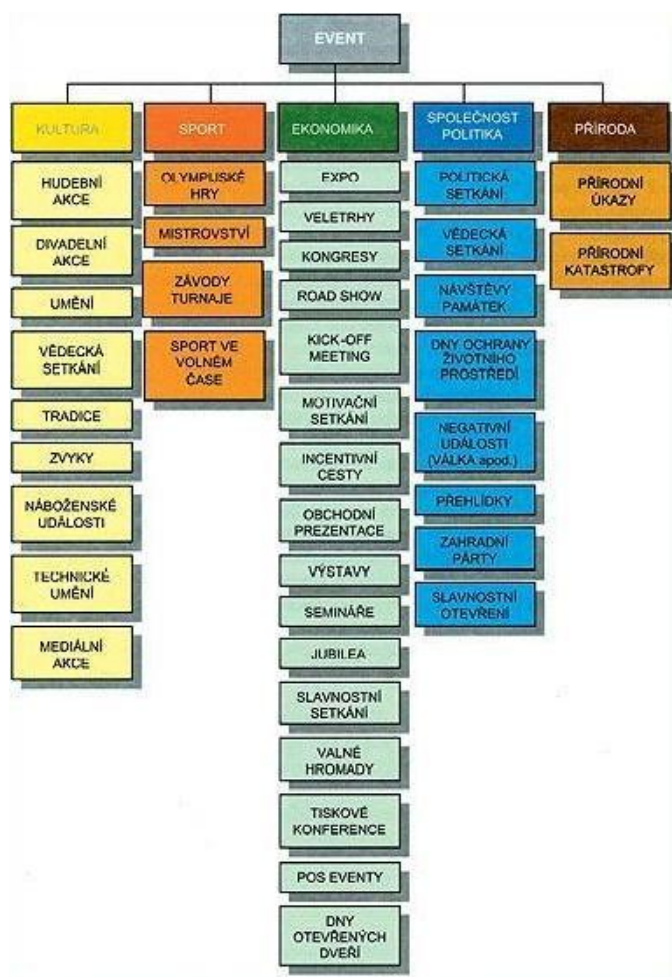 EVENT
KULTURA
HUDEBNÍ
AKCE
DIVADELNÍ
AKCE
UMĚNÍ
VĚDECKÁ
SETKÁNÍ
TRADICE
ZVYKY
NÁBOŽENSKÉ
UDÁLOSTI
TECHNICKÉ
UMĚNÍ
MEDIÁLNÍ
AKCE
SPORT
OLYMPIJSKÉ
HRY
MISTROVSTVÍ
ZÁVODY
TURNAJE
SPORT VE
VOLNÉM
ČASE
EKONOMIKA
EXPO
VELETRHY
KONGRESY
ROAD SHOW
KICK-OFF
MEETING
MOTIVAČNÍ
SETKÁNÍ
INCENTIVNÍ
CESTY
OBCHODNÍ
PREZENTACE
VÝSTAVY
SEMINÁŘE
JUBILEA
SLAVNOSTNÍ
SETKÁNÍ
VALNÉ
HROMADY
TISKOVÉ
KONFERENCE
POS EVENTY
DNY
OTEVŘENÝCH
DVEŘÍ
SPOLEČNOST
POLITIKA
POLITICKÁ
SETKÁNÍ
VĚDECKÁ
SETKÁNÍ
NÁVŠTĚVY
PAMÁTEK
DNY OCHRANY
ŽIVOTNÍHO
PROSTŘEDÍ
NEGATIVNÍ
UDÁLOSTI
(VÁLKA apod.)
PŘEHLÍDKY
ZAHRADNÍ
PÁRTY
SLAVNOSTNÍ
OTEVŘENÍ
PŘÍRODA
PŘÍRODNÍ
ÚKAZY
PŘÍRODNÍ
KATASTROFY